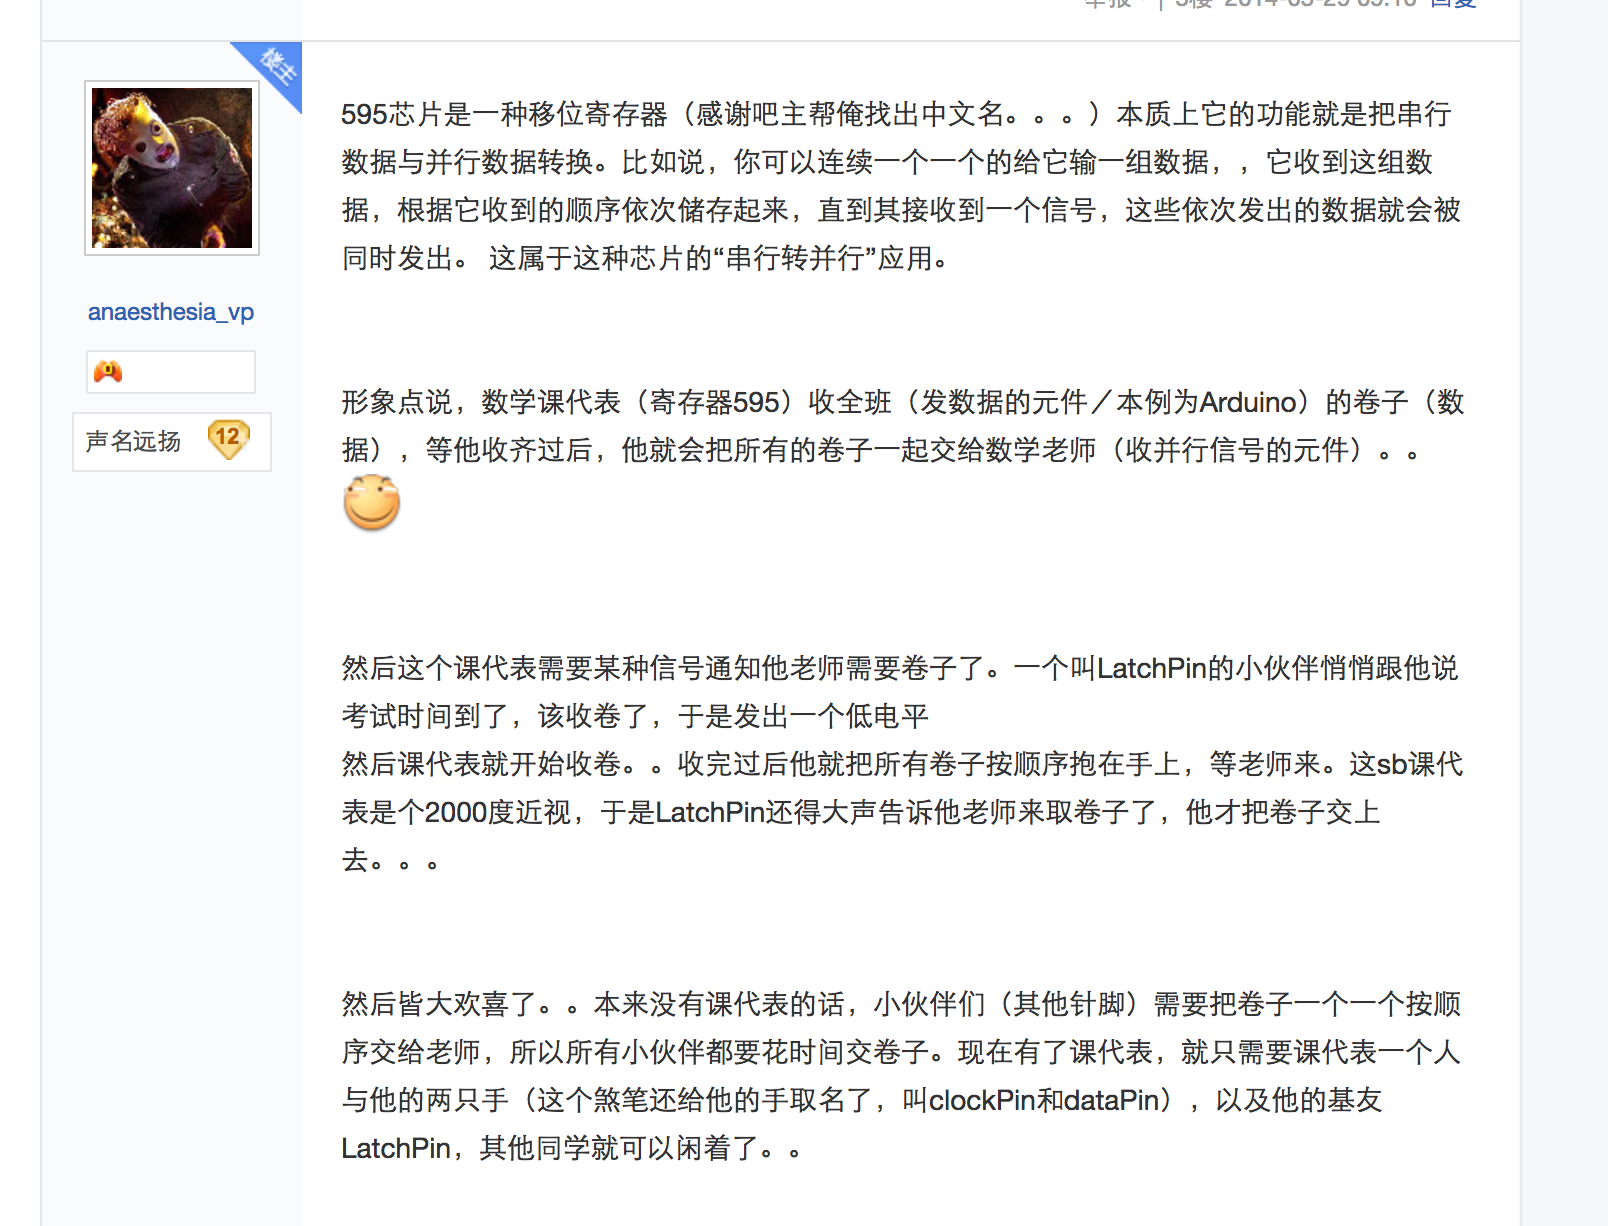 2014-03-29 09:16 回复
楼主
595芯片是一种移位寄存器（感谢吧主帮俺找出中文名。。。）本质上它的功能就是把串行
数据与并行数据转换。比如说，你可以连续一个一个的给它输一组数据，，它收到这组数
据，根据它收到的顺序依次储存起来，直到其接收到一个信号，这些依次发出的数据就会被
同时发出。 这属于这种芯片的“串行转并行”应用。
anaesthesia_vp
声名远扬 12
形象点说，数学课代表（寄存器595）收全班（发数据的元件／本例为Arduino）的卷子（数
据），等他收齐过后，他就会把所有的卷子一起交给数学老师（收并行信号的元件）。。
然后这个课代表需要某种信号通知他老师需要卷子了。一个叫LatchPin的小伙伴悄悄跟他说
考试时间到了，该收卷了，于是发出一个低电平
然后课代表就开始收卷。。收完过后他就把所有卷子按顺序抱在手上，等老师来。这sb课代
表是个2000度近视，于是LatchPin还得大声告诉他老师来取卷子了，他才把卷子交上
去。。。
然后皆大欢喜了。。本来没有课代表的话，小伙伴们（其他针脚）需要把卷子一个一个按顺
序交给老师，所以所有小伙伴都要花时间交卷子。现在有了课代表，就只需要课代表一个人
与他的两只手（这个煞笔还给他的手取名了，叫clockPin和dataPin），以及他的基友
LatchPin，其他同学就可以闲着了。。